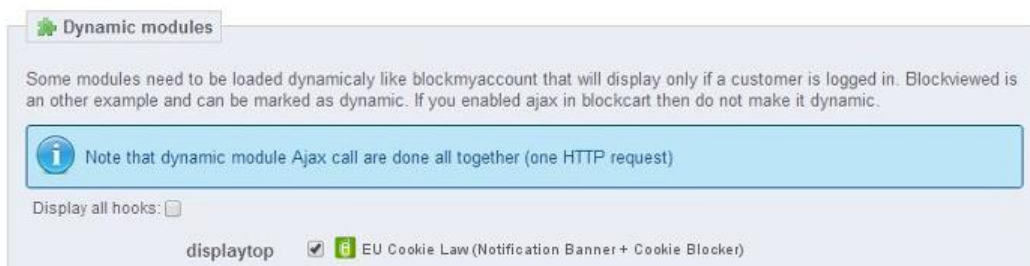 Dynamic modules
Some modules need to be loaded dynamicaly like blockmyaccount that will display only if a customer is logged in. Blockviewed is
an other example and can be marked as dynamic. If you enabled ajax in blockcart then do not make it dynamic.
Note that dynamic module Ajax call are done all together (one HTTP request)
Display all hooks:
displaytop EU Cookie Law (Notification Banner + Cookie Blocker)